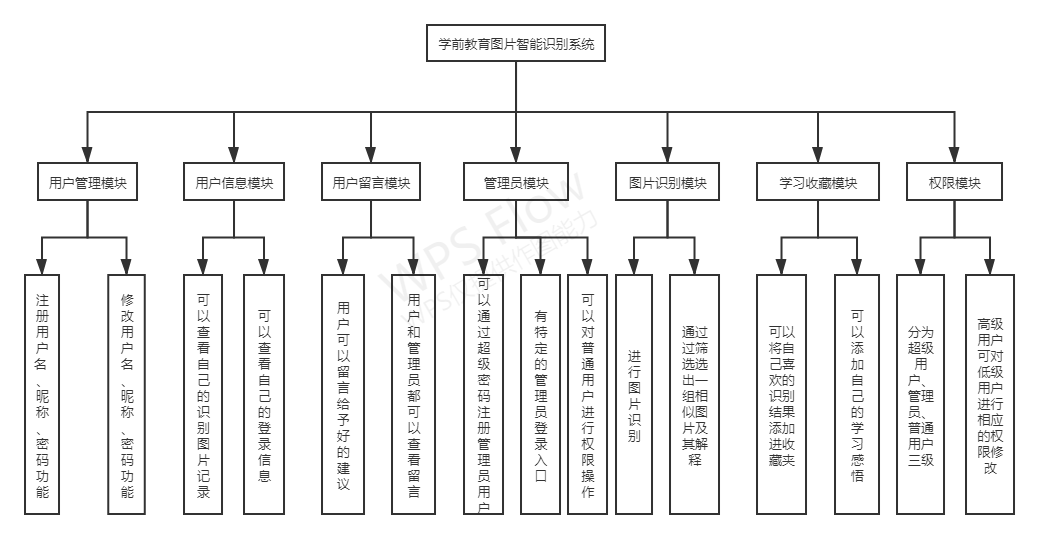 学前教育图片智能识别系统
用户管理模块
用户信息模块
用户留言模块
管理员模块
图片识别模块
学习收藏模块
权限模块
注册用户名、昵称、密码功能
修改用户名、昵称、密码功能
可以查看自己的识别图片记录
可以查看自己的登录信息
用户可以留言给予好的建议
用户和管理员都可以查看留言
可以通过超级密码注册管理员用户
有特定的管理员登录入口
可以对普通用户进行权限操作
进行图片识别
通过
过筛
选选
出一
组相
似图
片及
其解
释
可以
将自
己喜
欢的
识别
结果
添加
进收
藏夹
可以添加自己的学习感悟
分为
超级
用
户、
管理
员、
普通
用户
三级
高级
用户
可对
低级
用户
进行
相应
的权
限修
改
WPS Flow
WPS仅提供作图能力